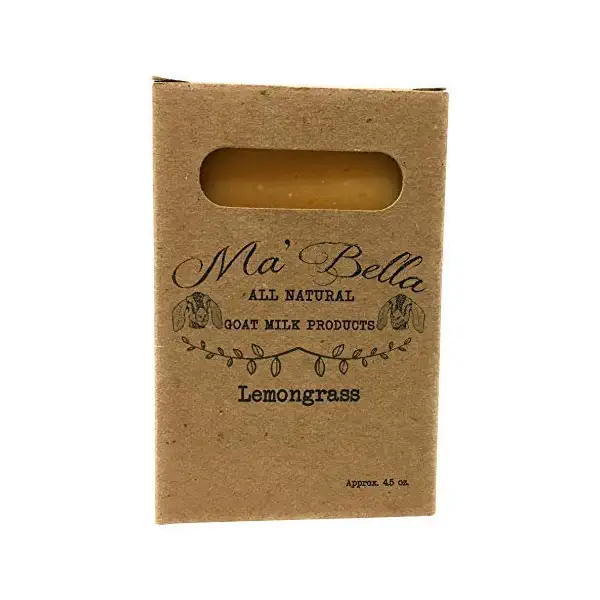 Ma' Bella
ALL NATURAL
GOAT MILK PRODUCTS
Lemongrass
Approx. 4.5 oz.